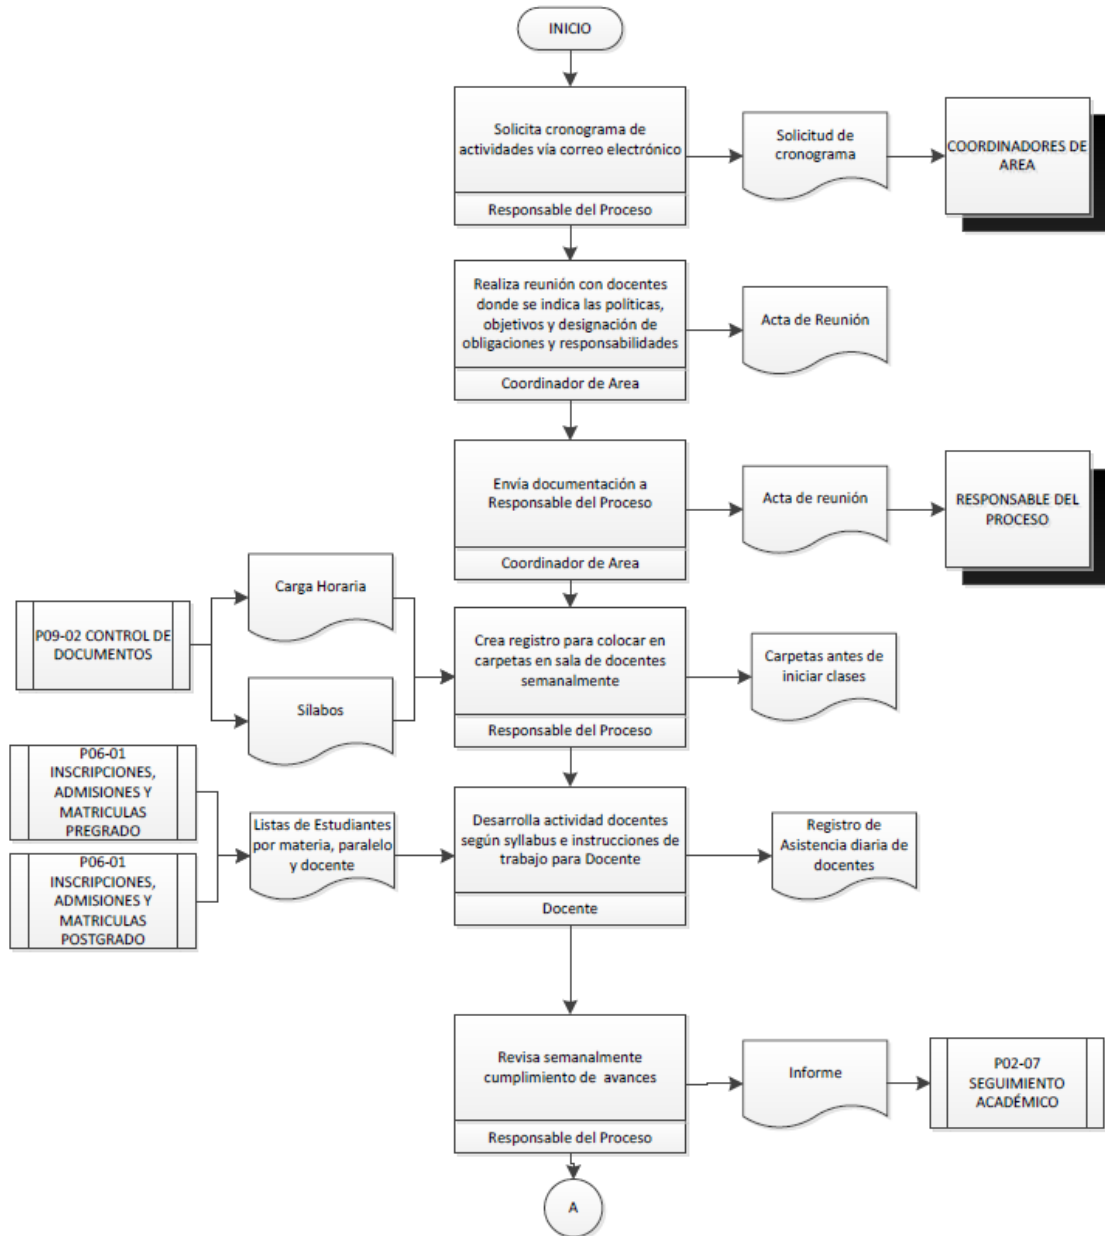 INICIO
Solicita cronograma de
actividades vía correo electrónico
Responsable del Proceso
Solicitud de
cronograma
COORDINADORES DE
AREA
Realiza reunión con docentes
donde se indica las políticas,
objetivos y designación de
obligaciones y responsabilidades
Coordinador de Area
Acta de Reunión
Envía documentación a
Responsable del Proceso
Coordinador de Area
Acta de reunión
RESPONSABLE DEL
PROCESO
P09-02 CONTROL DE
DOCUMENTOS
Carga Horaria
Sílabos
Crea registro para colocar en
carpetas en sala de docentes
semanalmente
Responsable del Proceso
Carpetas antes de
iniciar clases
P06-01
INSCRIPCIONES,
ADMISIONES Y
MATRICULAS
PREGRADO
P06-01
INSCRIPCIONES,
ADMISIONES Y
MATRICULAS
POSTGRADO
Listas de Estudiantes
por materia, paralelo
y docente
Desarrolla actividad docentes
según syllabus e instrucciones de
trabajo para Docente
Docente
Registro de
Asistencia diaria de
docentes
Revisa semanalmente
cumplimiento de avances
Responsable del Proceso
Informe
P02-07
SEGUIMIENTO
ACADÉMICO
A